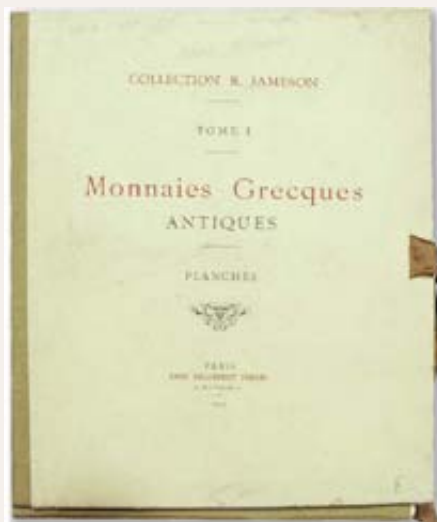 COLLECTION R. JAMESON
TOME I
Monnaies Grecques
ANTIQUES
PLANCHES
PARIS